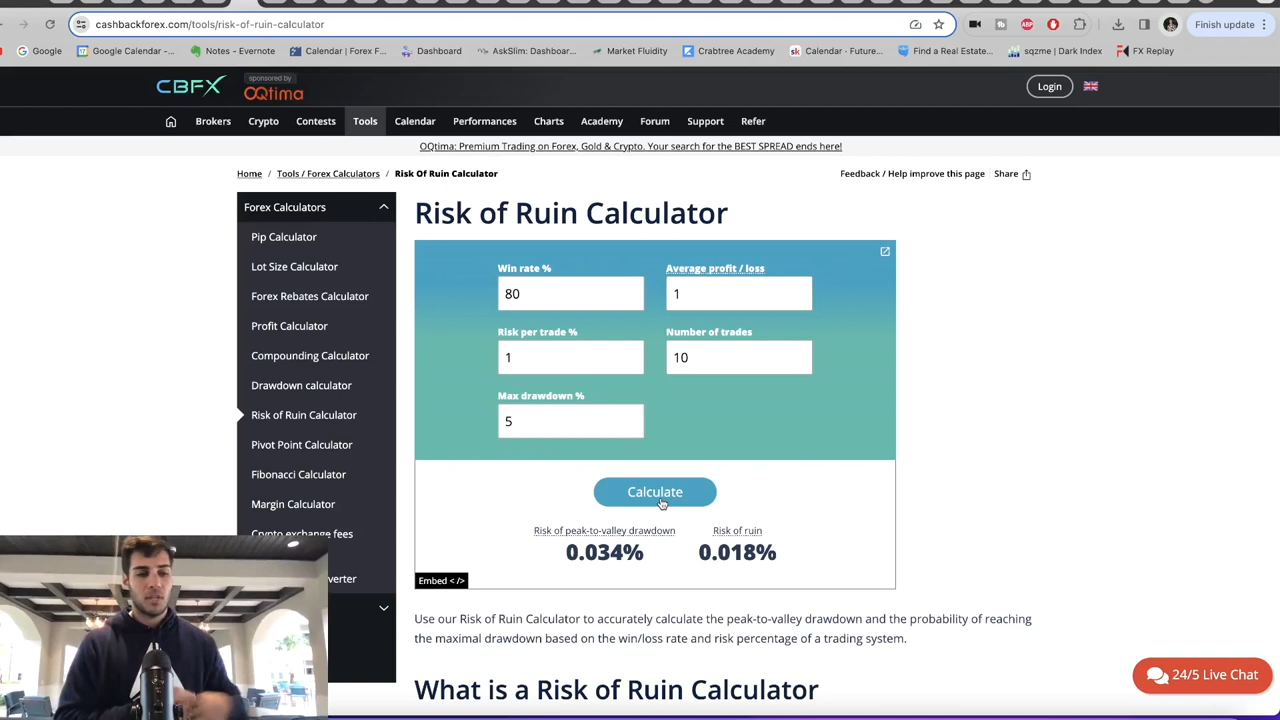 cashbackforex.com/tools/risk-of-ruin-calculator
Finish update
Google
Google Calendar -...
Notes - Evernote
Calendar | Forex F...
Dashboard
AskSlim: Dashboar...
Market Fluidity
Crabtree Academy
Calendar - Future...
Find a Real Estate...
sqzme | Dark Index
FX Replay
CBFX
sponsored by
OQtima
Login
Brokers
Crypto
Contests
Tools
Calendar
Performances
Charts
Academy
Forum
Support
Refer
OQtima: Premium Trading on Forex, Gold & Crypto. Your search for the BEST SPREAD ends here!
Home / Tools / Forex Calculators / Risk Of Ruin Calculator
Feedback / Help improve this page
Share
Forex Calculators
Pip Calculator
Lot Size Calculator
Forex Rebates Calculator
Profit Calculator
Compounding Calculator
Drawdown calculator
Risk of Ruin Calculator
Pivot Point Calculator
Fibonacci Calculator
Margin Calculator
Crypto exchange fees
verter
Risk of Ruin Calculator
Win rate %
Average profit / loss
80
1
Risk per trade %
Number of trades
1
10
Max drawdown %
5
Calculate
Risk of peak-to-valley drawdown
Risk of ruin
0.034%
0.018%
Embed < />
Use our Risk of Ruin Calculator to accurately calculate the peak-to-valley drawdown and the probability of reaching
the maximal drawdown based on the win/loss rate and risk percentage of a trading system.
What is a Risk of Ruin Calculator
24/5 Live Chat